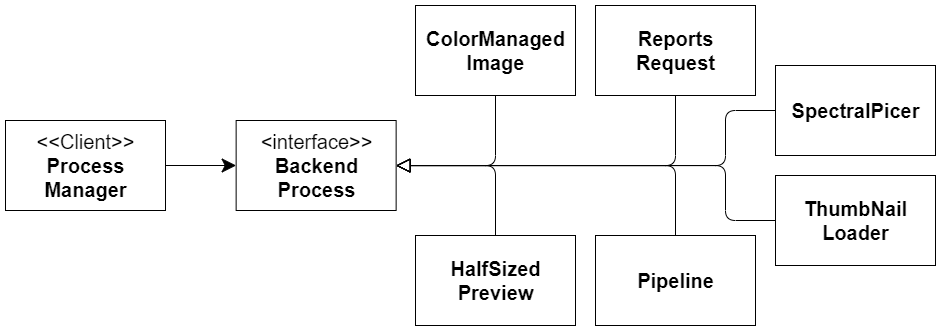 ColorManaged
Image
Reports
Request
SpectralPicer
<<Client>>
Process
Manager
<interface>>
Backend
Process
ThumbNail
Loader
HalfSized
Preview
Pipeline